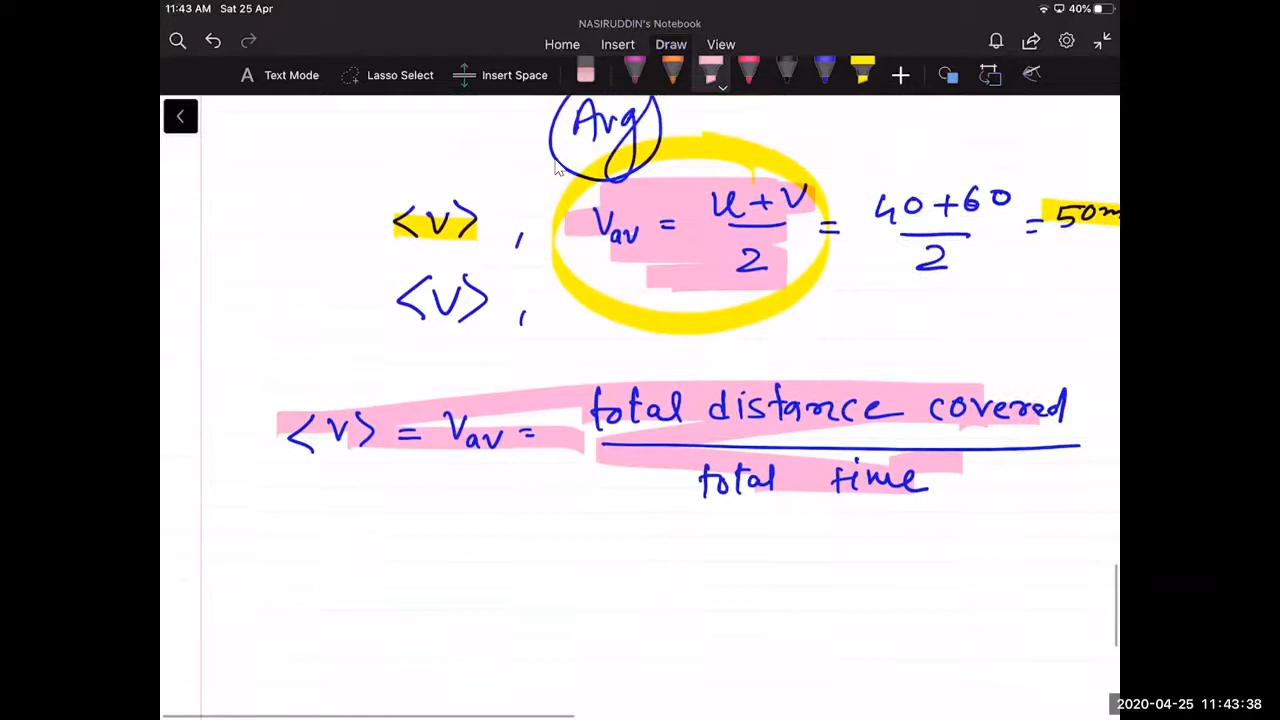 11:43 AM Sat 25 Apr
40%
NASIRUDDIN's Notebook
Home Insert Draw View
A Text Mode Lasso Select Insert Space
Avg
<v> , Vav = u + v / 2 = 40 + 60 / 2 = 50m
<v> ,
<v> = Vav = total distance covered
total time
2020-04-25 11:43:38